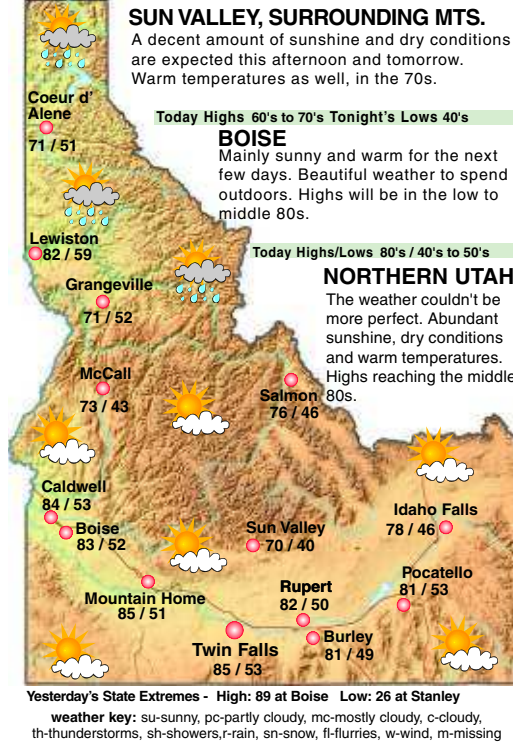 SUN VALLEY, SURROUNDING MTS.
A decent amount of sunshine and dry conditions
are expected this afternoon and tomorrow.
Warm temperatures as well, in the 70s.
Today Highs 60's to 70's Tonight's Lows 40's
BOISE
Mainly sunny and warm for the next
few days. Beautiful weather to spend
outdoors. Highs will be in the low to
middle 80s.
Today Highs/Lows 80's / 40's to 50's
NORTHERN UTAH
The weather couldn't be
more perfect. Abundant
sunshine, dry conditions
and warm temperatures.
Highs reaching the middle
80s.
Coeur d'
Alene
71 / 51
Lewiston
82 / 59
Grangeville
71 / 52
McCall
73 / 43
Salmon
76 / 46
Caldwell
84 / 53
Boise
83 / 52
Sun Valley
70 / 40
Idaho Falls
78 / 46
Mountain Home
85 / 51
Rupert
82 / 50
Pocatello
81 / 53
Twin Falls
85 / 53
Burley
81 / 49
Yesterday's State Extremes - High: 89 at Boise Low: 26 at Stanley
weather key: su-sunny, pc-partly cloudy, mc-mostly cloudy, c-cloudy,
th-thunderstorms, sh-showers,r-rain, sn-snow, fl-flurries, w-wind, m-missing